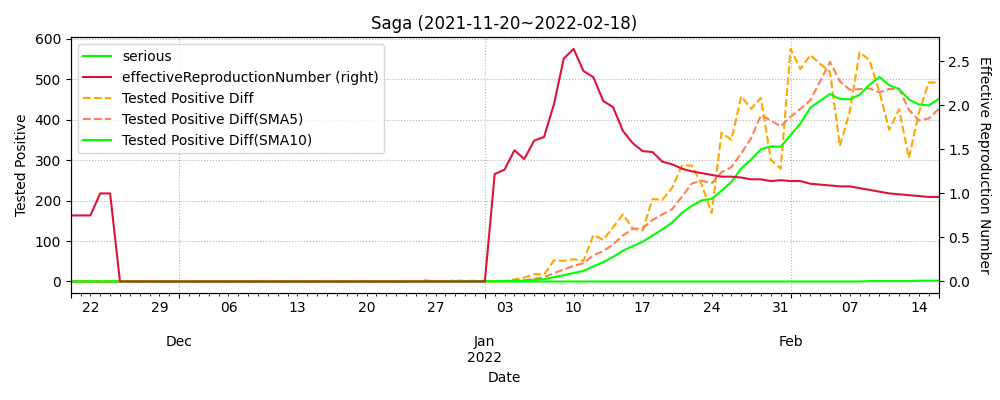 Saga (2021-11-20~2022-02-18)
serious
effectiveReproductionNumber (right)
Tested Positive Diff
Tested Positive Diff(SMA5)
Tested Positive Diff(SMA10)
Tested Positive
600
500
400
300
200
100
0
Effective Reproduction Number
2.5
2.0
1.5
1.0
0.5
0.0
22 29 06 13 20 27 03 10 17 24 31 07 14
Dec Jan Feb
2022
Date